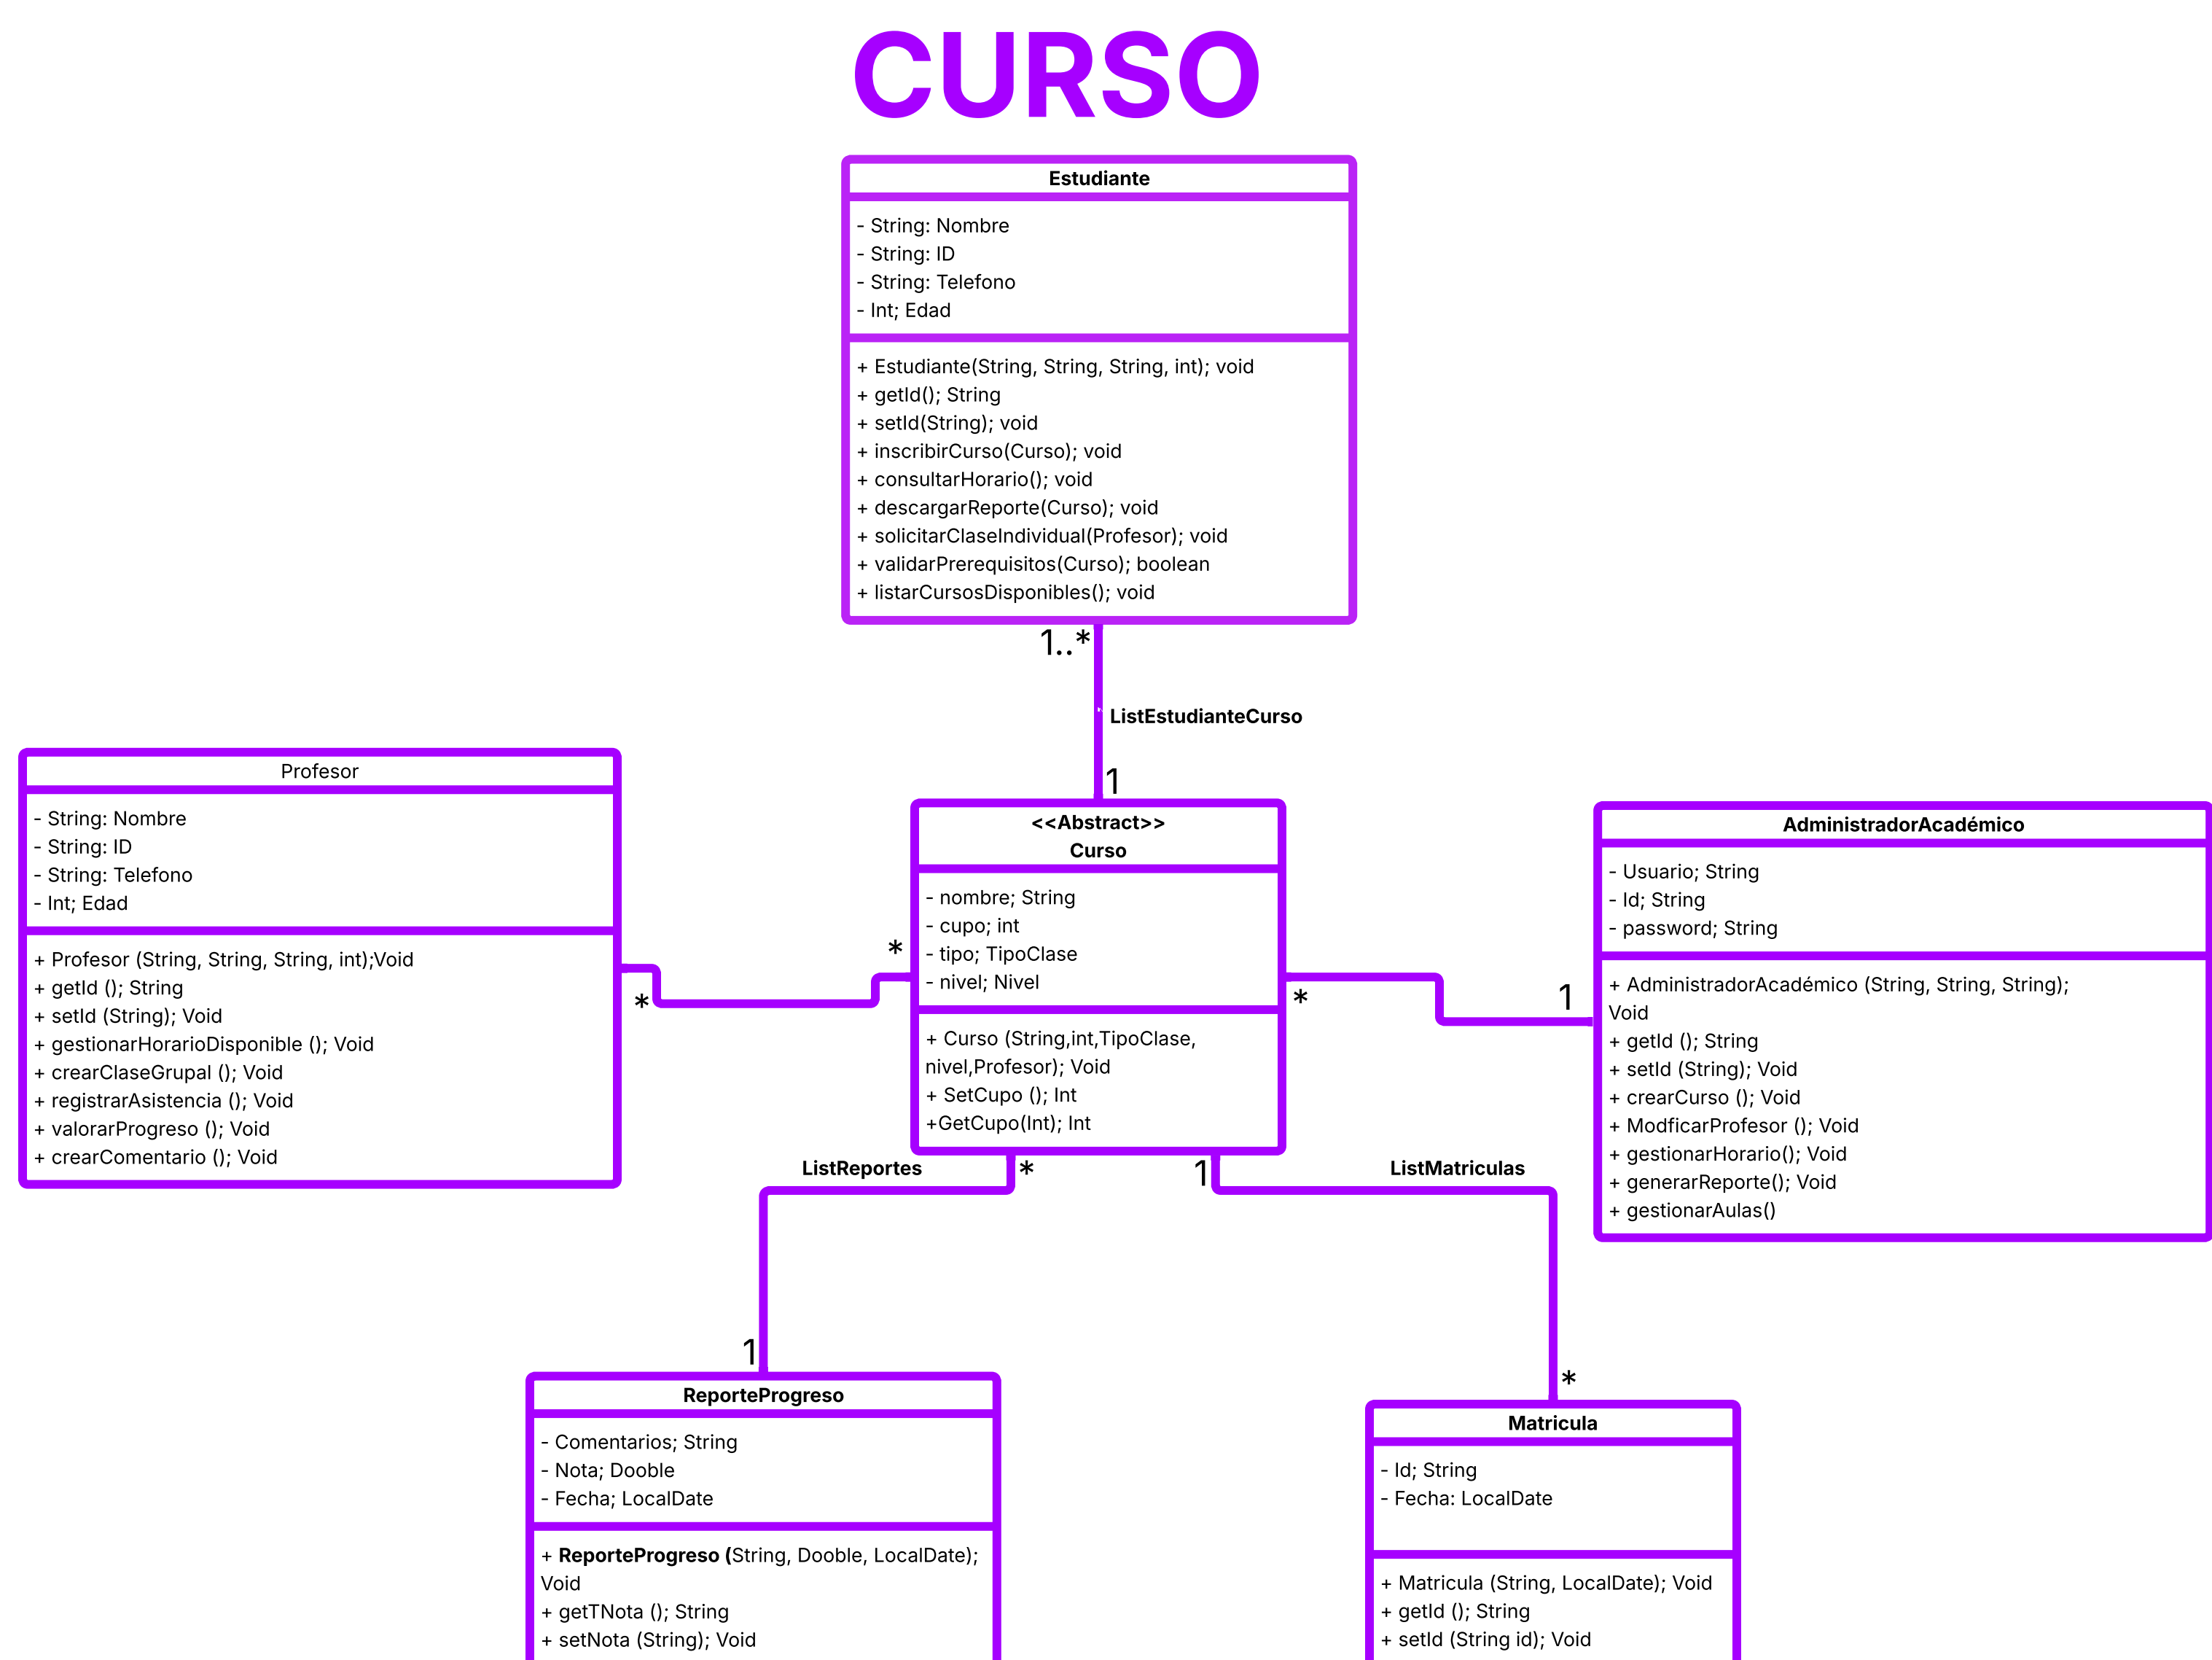 CURSO
Estudiante
- String: Nombre
- String: ID
- String: Telefono
- Int; Edad
+ Estudiante(String, String, String, int); void
+ getId(); String
+ setId(String); void
+ inscribirCurso(Curso); void
+ consultarHorario(); void
+ descargarReporte(Curso); void
+ solicitarClaseIndividual(Profesor); void
+ validarPrerequisitos(Curso); boolean
+ listarCursosDisponibles(); void
1..*
ListEstudianteCurso
1
Profesor
- String: Nombre
- String: ID
- String: Telefono
- Int; Edad
+ Profesor (String, String, String, int);Void
+ getId (); String
+ setId (String); Void
+ gestionarHorarioDisponible (); Void
+ crearClaseGrupal (); Void
+ registrarAsistencia (); Void
+ valorarProgreso (); Void
+ crearComentario (); Void
*
*
<<Abstract>>
Curso
- nombre; String
- cupo; int
- tipo; TipoClase
- nivel; Nivel
+ Curso (String,int,TipoClase,
nivel,Profesor); Void
+ SetCupo (); Int
+GetCupo(Int); Int
*
1
AdministradorAcadémico
- Usuario; String
- Id; String
- password; String
+ AdministradorAcadémico (String, String, String);
Void
+ getId (); String
+ setId (String); Void
+ crearCurso (); Void
+ ModficarProfesor (); Void
+ gestionarHorario(); Void
+ generarReporte(); Void
+ gestionarAulas()
ListReportes
*
1
ListMatriculas
1
*
ReporteProgreso
- Comentarios; String
- Nota; Dooble
- Fecha; LocalDate
+ ReporteProgreso (String, Dooble, LocalDate);
Void
+ getTNota (); String
+ setNota (String); Void
Matricula
- Id; String
- Fecha: LocalDate
+ Matricula (String, LocalDate); Void
+ getId (); String
+ setId (String id); Void